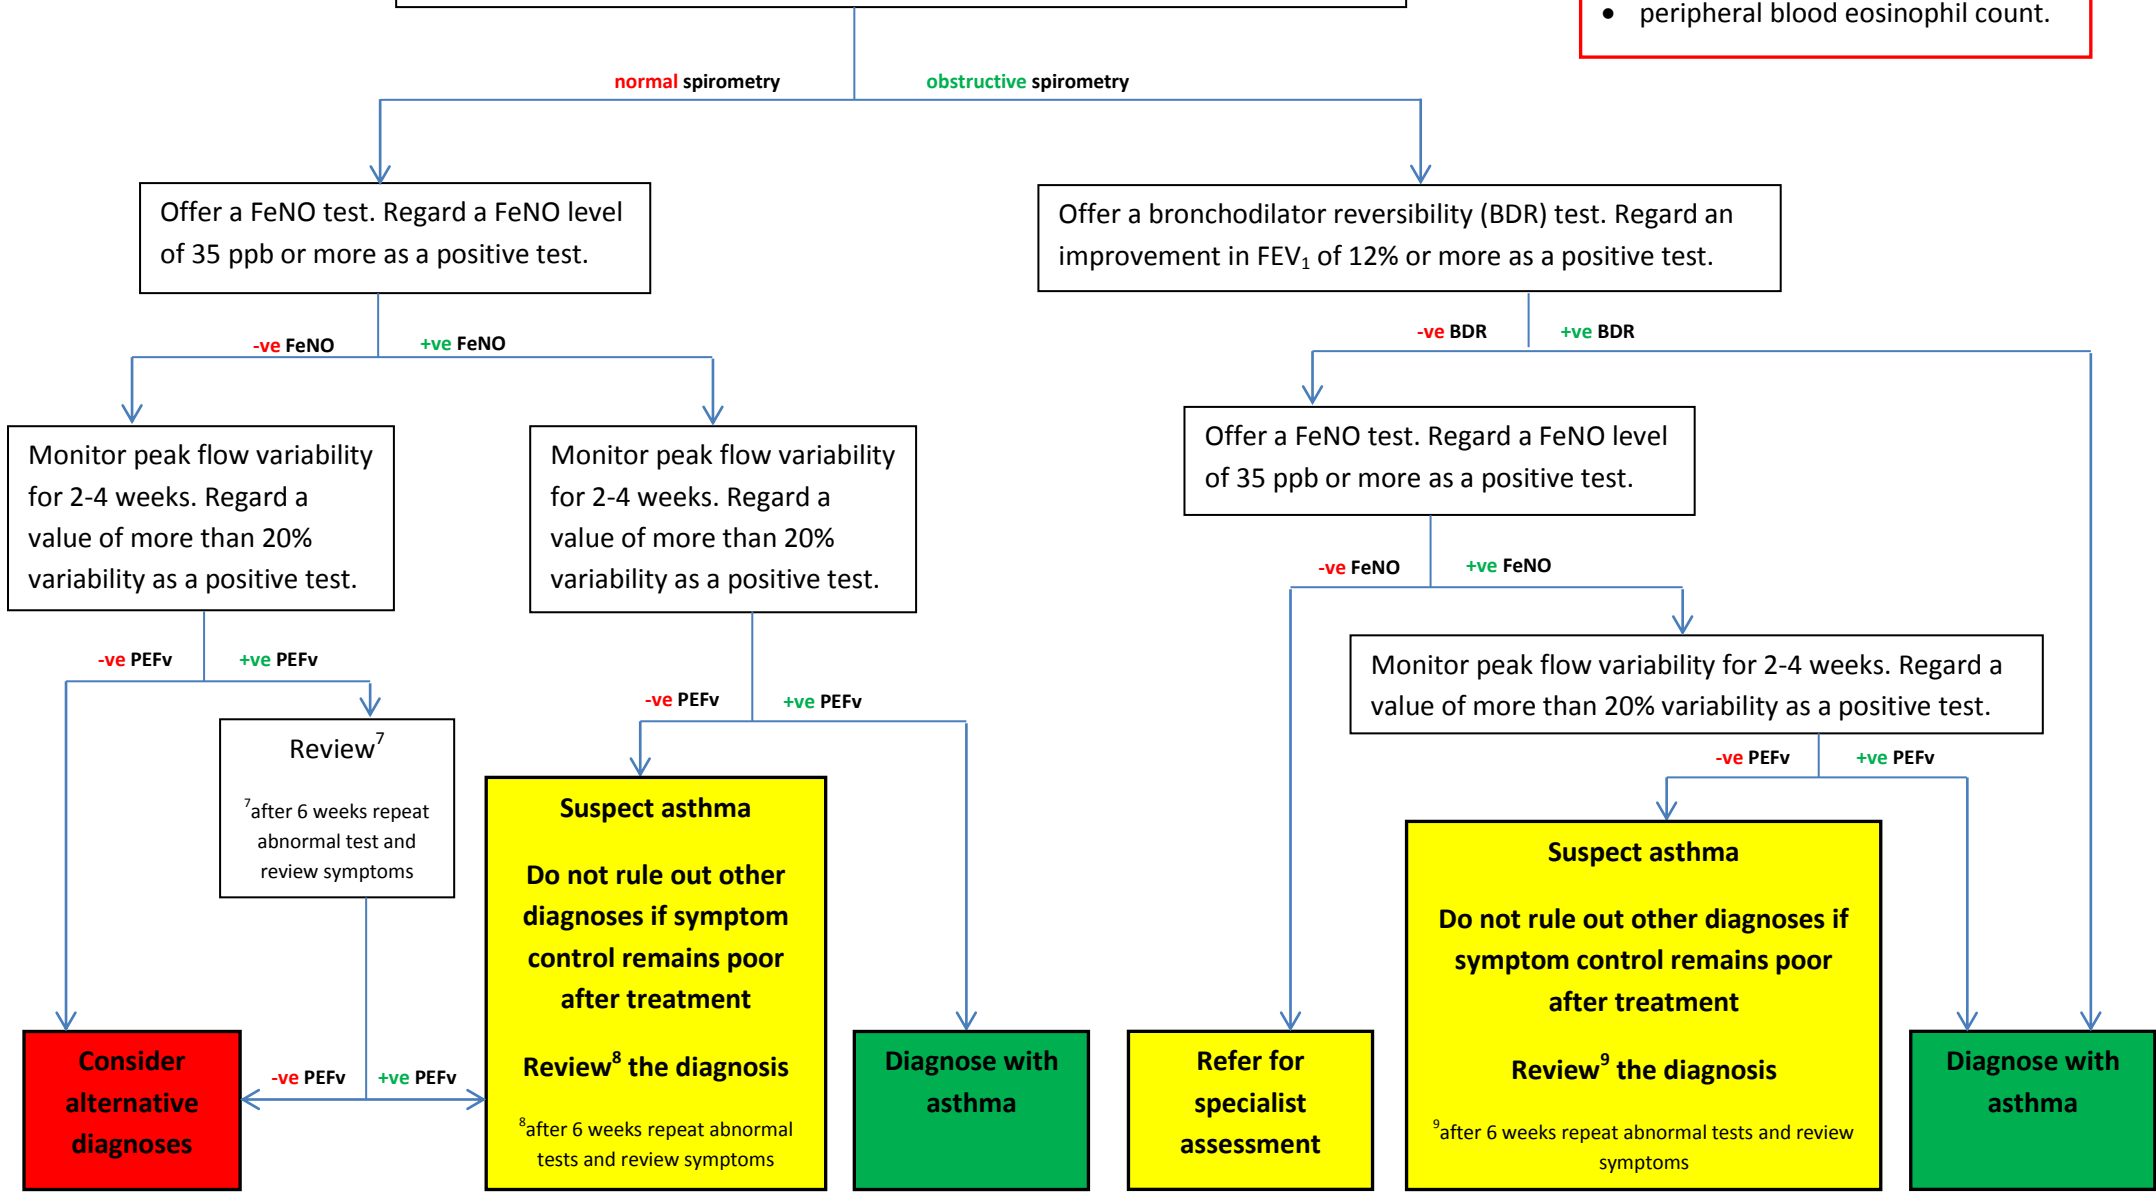 • peripheral blood eosinophil count.
normal spirometry
obstructive spirometry
Offer a FeNO test. Regard a FeNO level
of 35 ppb or more as a positive test.
Offer a bronchodilator reversibility (BDR) test. Regard an
improvement in FEV₁ of 12% or more as a positive test.
-ve FeNO
+ve FeNO
-ve BDR
+ve BDR
Monitor peak flow variability
for 2-4 weeks. Regard a
value of more than 20%
variability as a positive test.
Monitor peak flow variability
for 2-4 weeks. Regard a
value of more than 20%
variability as a positive test.
Offer a FeNO test. Regard a FeNO level
of 35 ppb or more as a positive test.
-ve FeNO
+ve FeNO
-ve PEFv
+ve PEFv
-ve PEFv
+ve PEFv
Monitor peak flow variability for 2-4 weeks. Regard a
value of more than 20% variability as a positive test.
-ve PEFv
+ve PEFv
Review⁷
⁷after 6 weeks repeat
abnormal test and
review symptoms
Suspect asthma
Do not rule out other
diagnoses if symptom
control remains poor
after treatment
Review⁸ the diagnosis
⁸after 6 weeks repeat abnormal
tests and review symptoms
Suspect asthma
Do not rule out other diagnoses if
symptom control remains poor
after treatment
Review⁹ the diagnosis
⁹after 6 weeks repeat abnormal tests and review
symptoms
Consider
alternative
diagnoses
-ve PEFv
+ve PEFv
Diagnose with
asthma
Refer for
specialist
assessment
Diagnose with
asthma